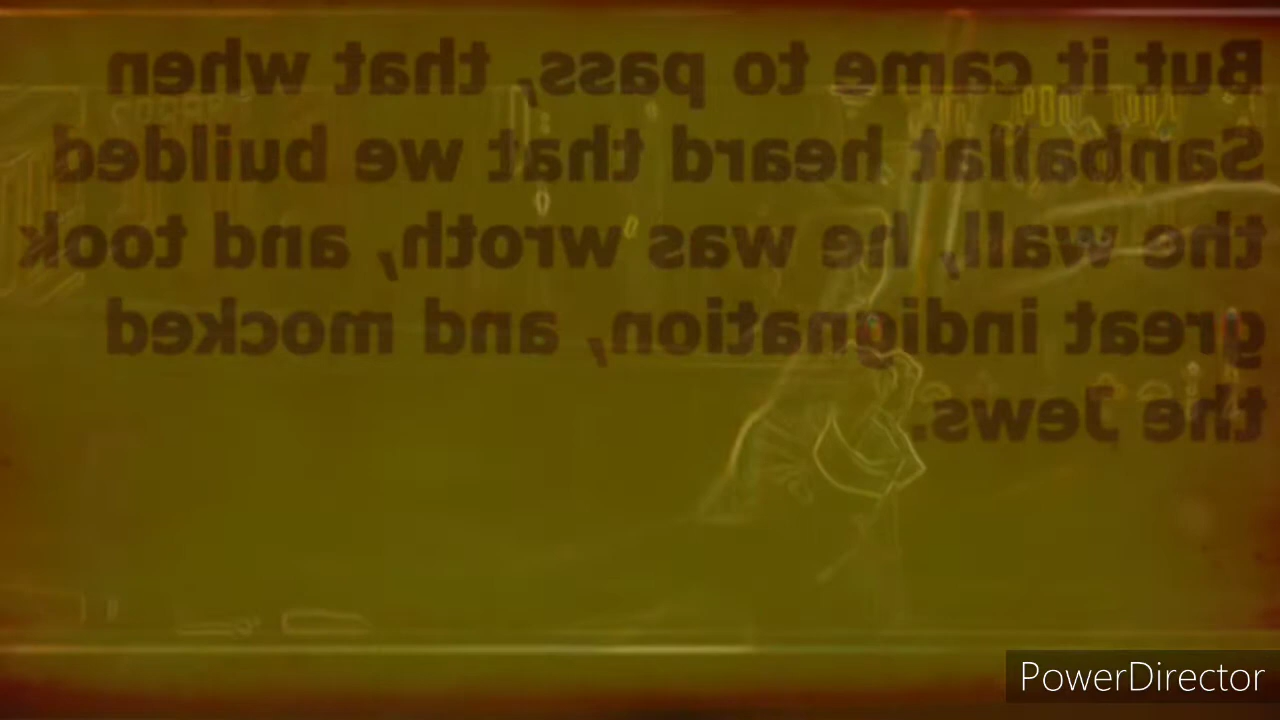 But it came to pass, that when
Sanballat heard that we builded
the wall, he was wroth, and took
great indignation, and mocked
the Jews.
PowerDirector